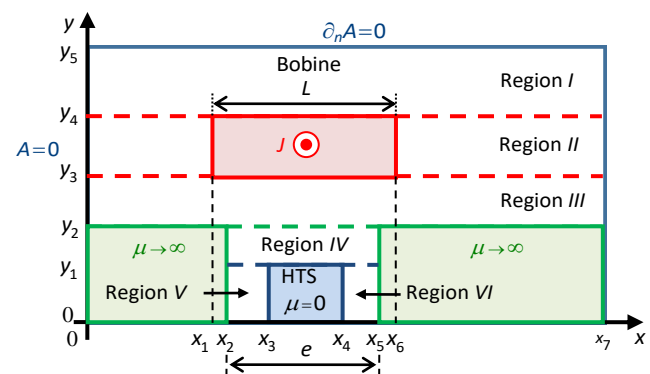 y
∂ₙA=0
y₅
Bobine
L
Region I
y₄
A=0
J
Region II
y₃
Region III
y₂
μ→∞
Region IV
μ→∞
y₁
HTS
Region V
μ=0
Region VI
0
0
x₁ x₂ x₃ x₄ x₅ x₆ x₇ x
e